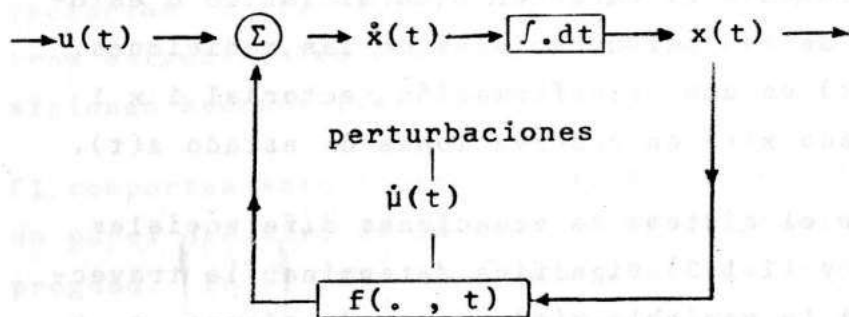 u(t) Σ ẋ(t) ∫.dt x(t)
perturbaciones
μ̇(t)
f(. , t)